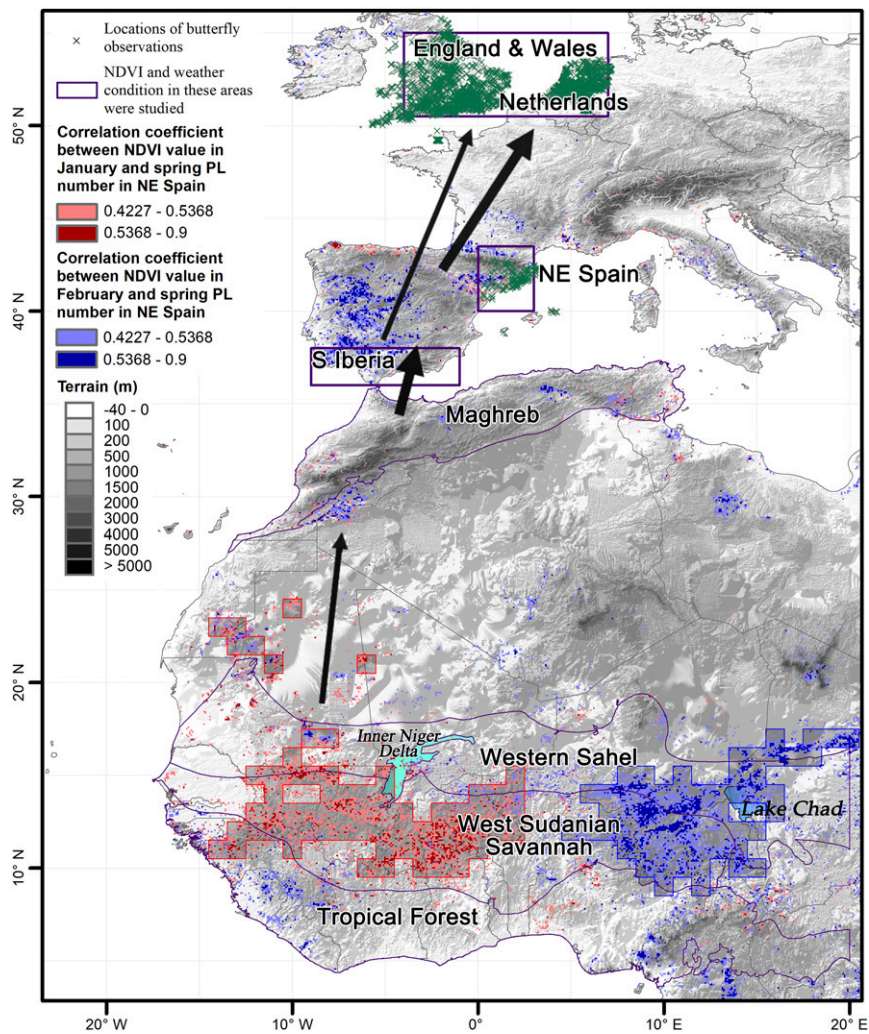 Locations of butterfly
observations
NDVI and weather
condition in these areas
were studied
Correlation coefficient
between NDVI value in
January and spring PL
number in NE Spain
0.4227 - 0.5368
0.5368 - 0.9
Correlation coefficient
between NDVI value in
February and spring PL
number in NE Spain
0.4227 - 0.5368
0.5368 - 0.9
Terrain (m)
-40 - 0
100
200
500
1000
1500
2000
3000
4000
5000
> 5000
England & Wales
Netherlands
NE Spain
S Iberia
Maghreb
Inner Niger
Delta
Western Sahel
Lake Chad
West Sudanian
Savannah
Tropical Forest
50° N
40° N
30° N
20° N
10° N
20° W
10° W
0°
10° E
20° E